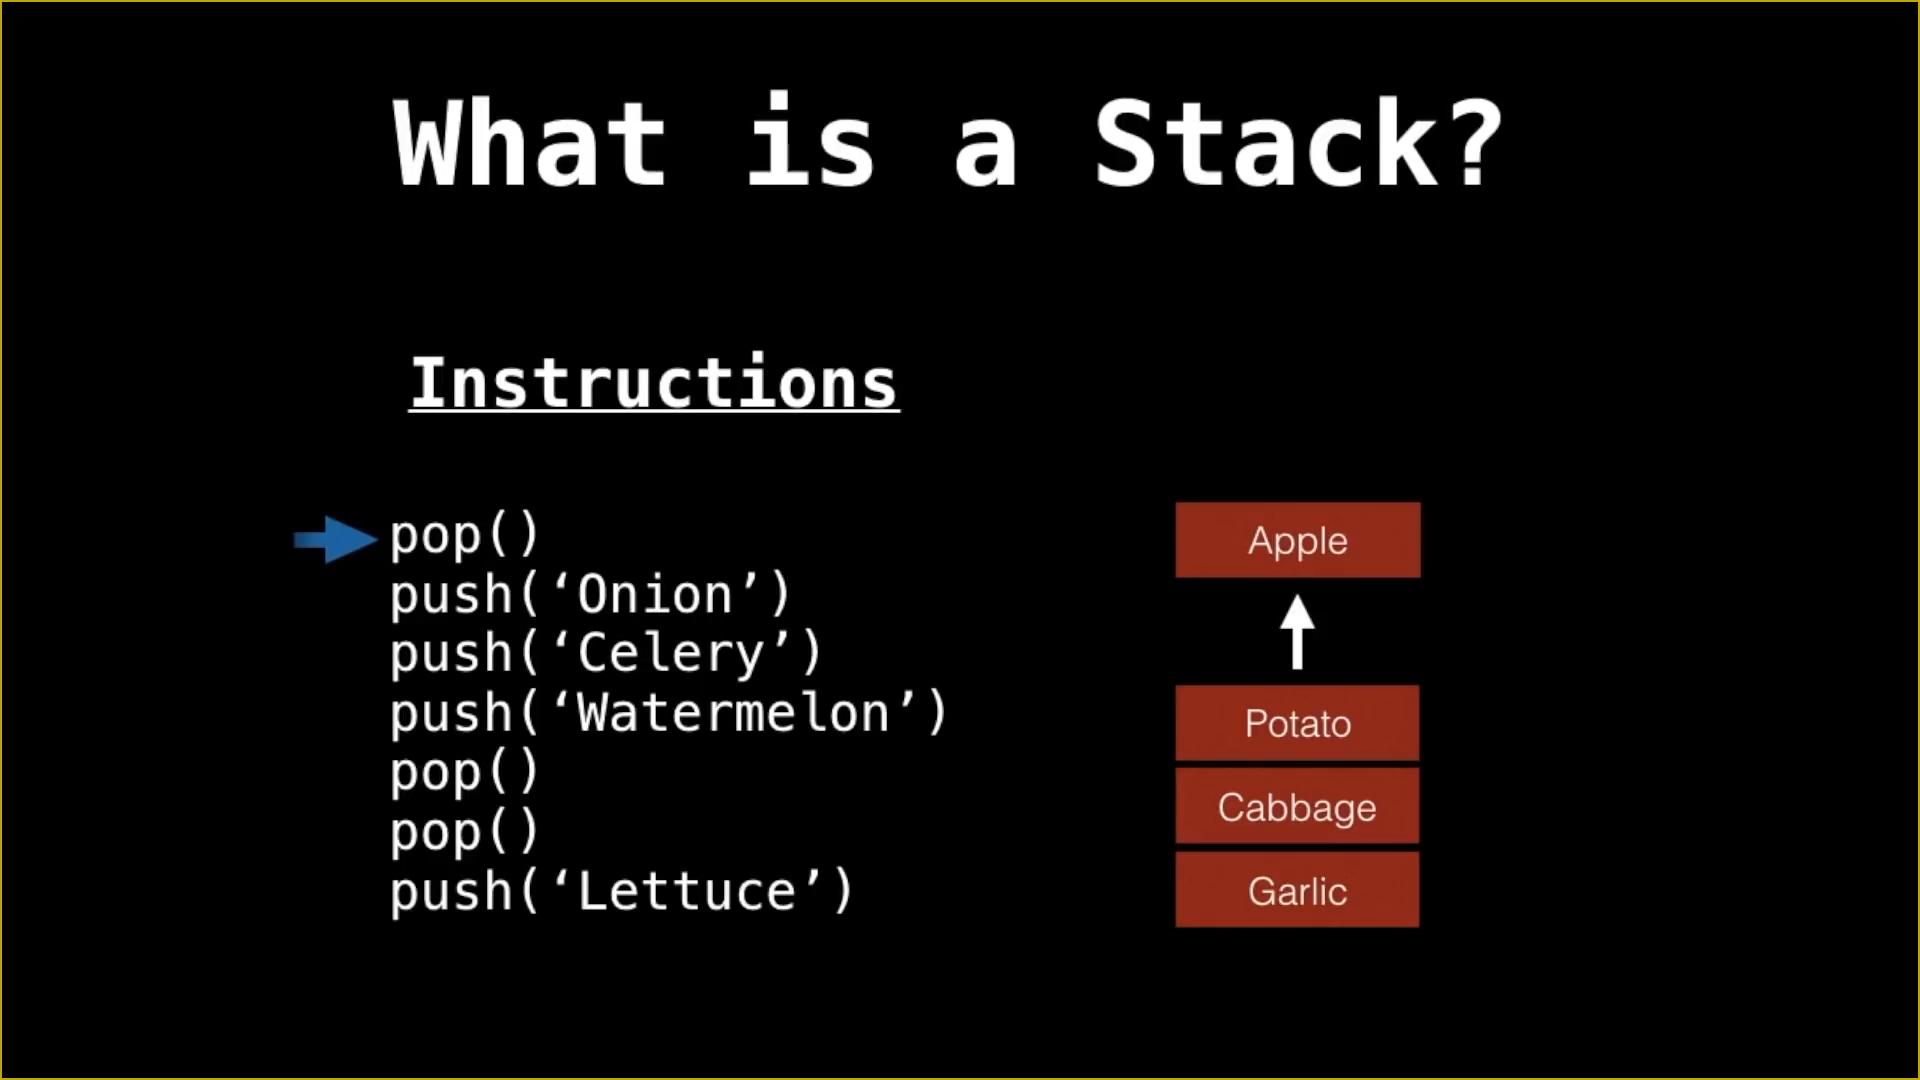 What is a Stack?
Instructions
pop()
push(‘Onion’)
push(‘Celery’)
push(‘Watermelon’)
pop()
pop()
push(‘Lettuce’)
Apple
Potato
Cabbage
Garlic